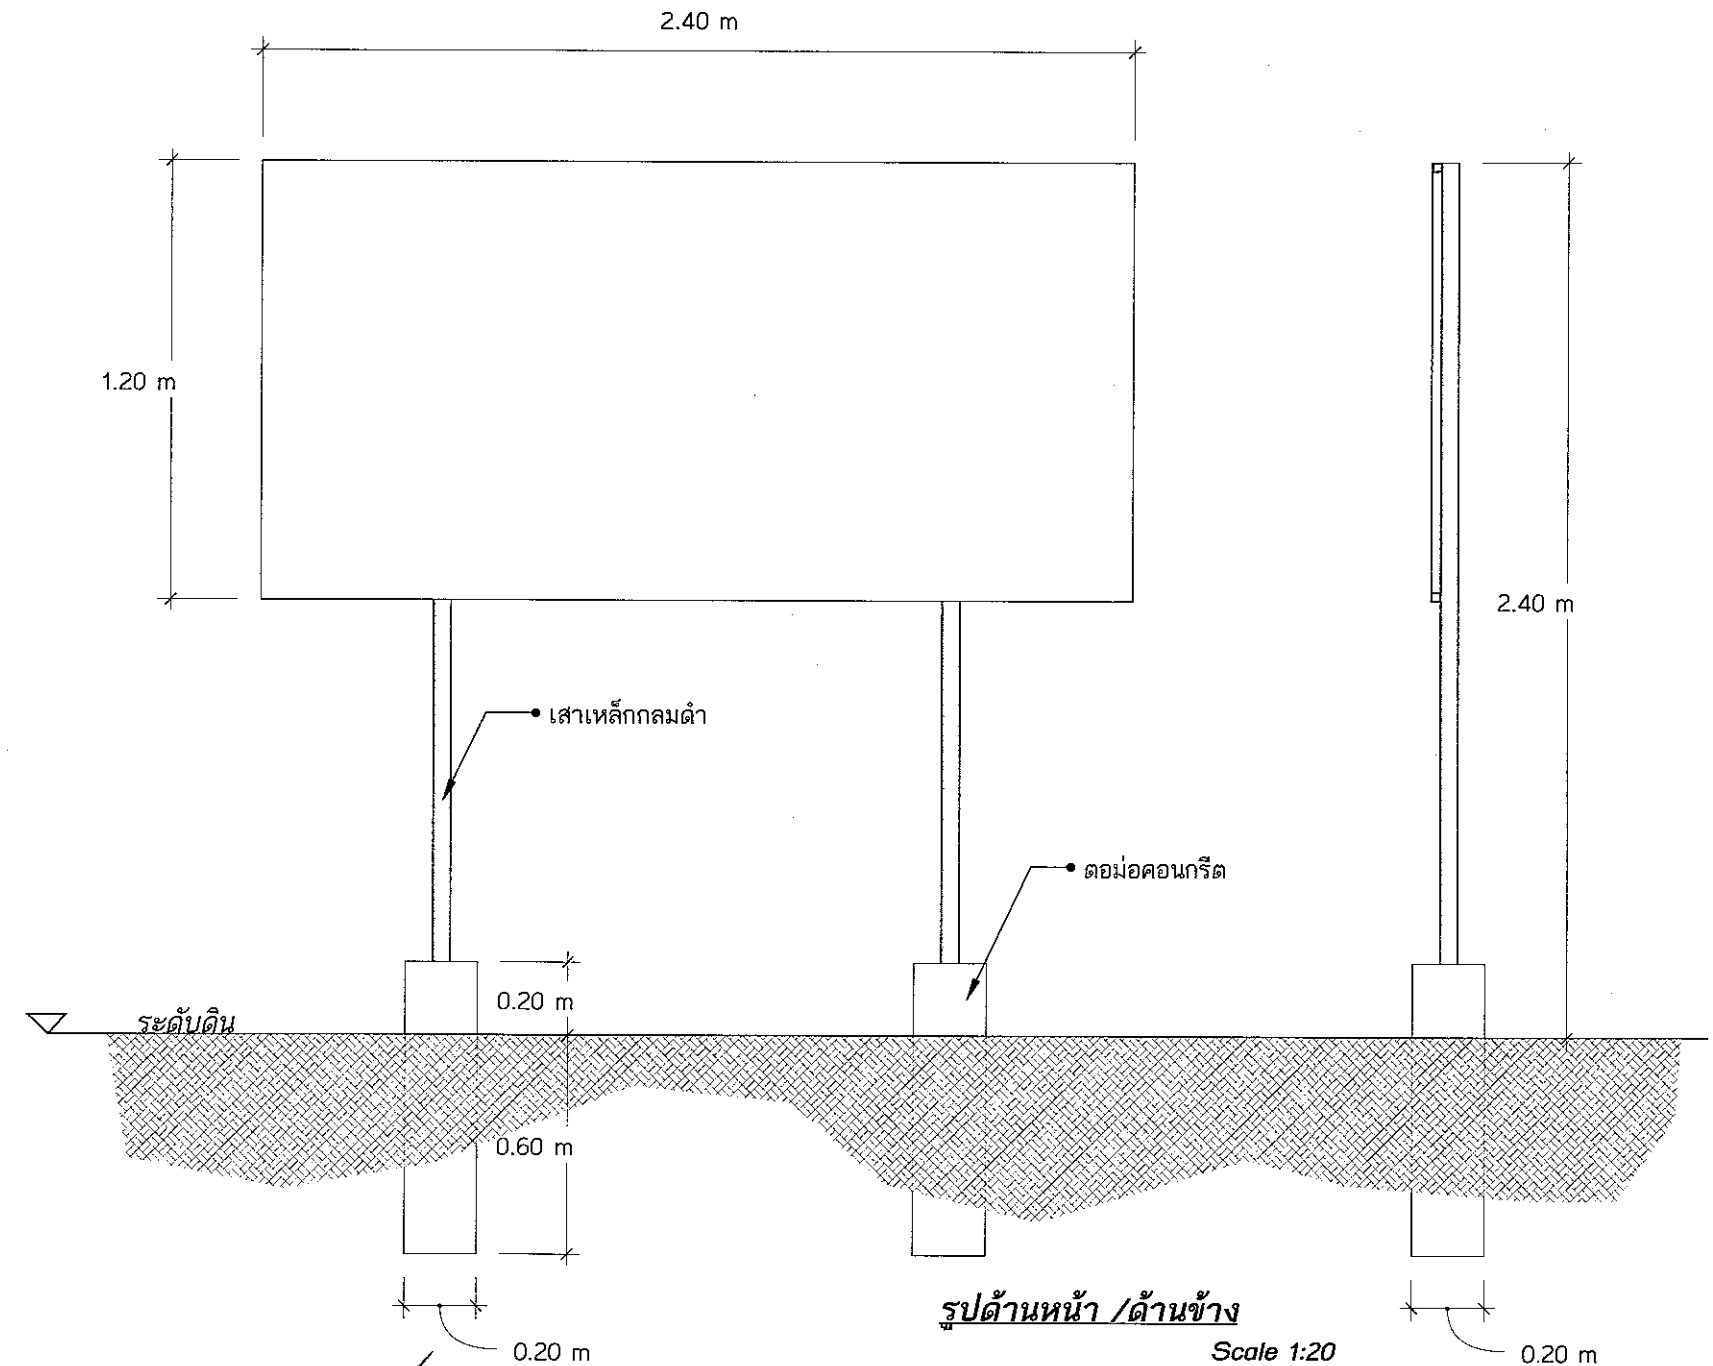 2.40 m
1.20 m
2.40 m
เสาเหล็กกลมดำ
ตอม่อคอนกรีต
0.20 m
ระดับดิน
0.60 m
รูปด้านหน้า /ด้านข้าง
Scale 1:20
0.20 m
0.20 m